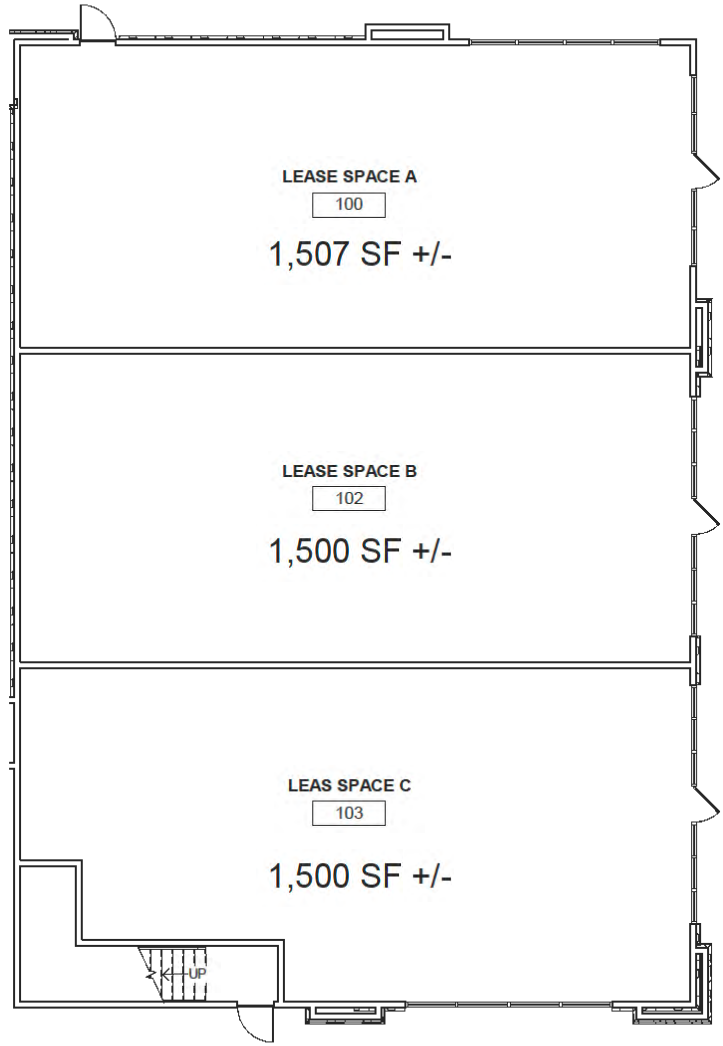 LEASE SPACE A
100
1,507 SF +/-
LEASE SPACE B
102
1,500 SF +/-
LEAS SPACE C
103
1,500 SF +/-
UP